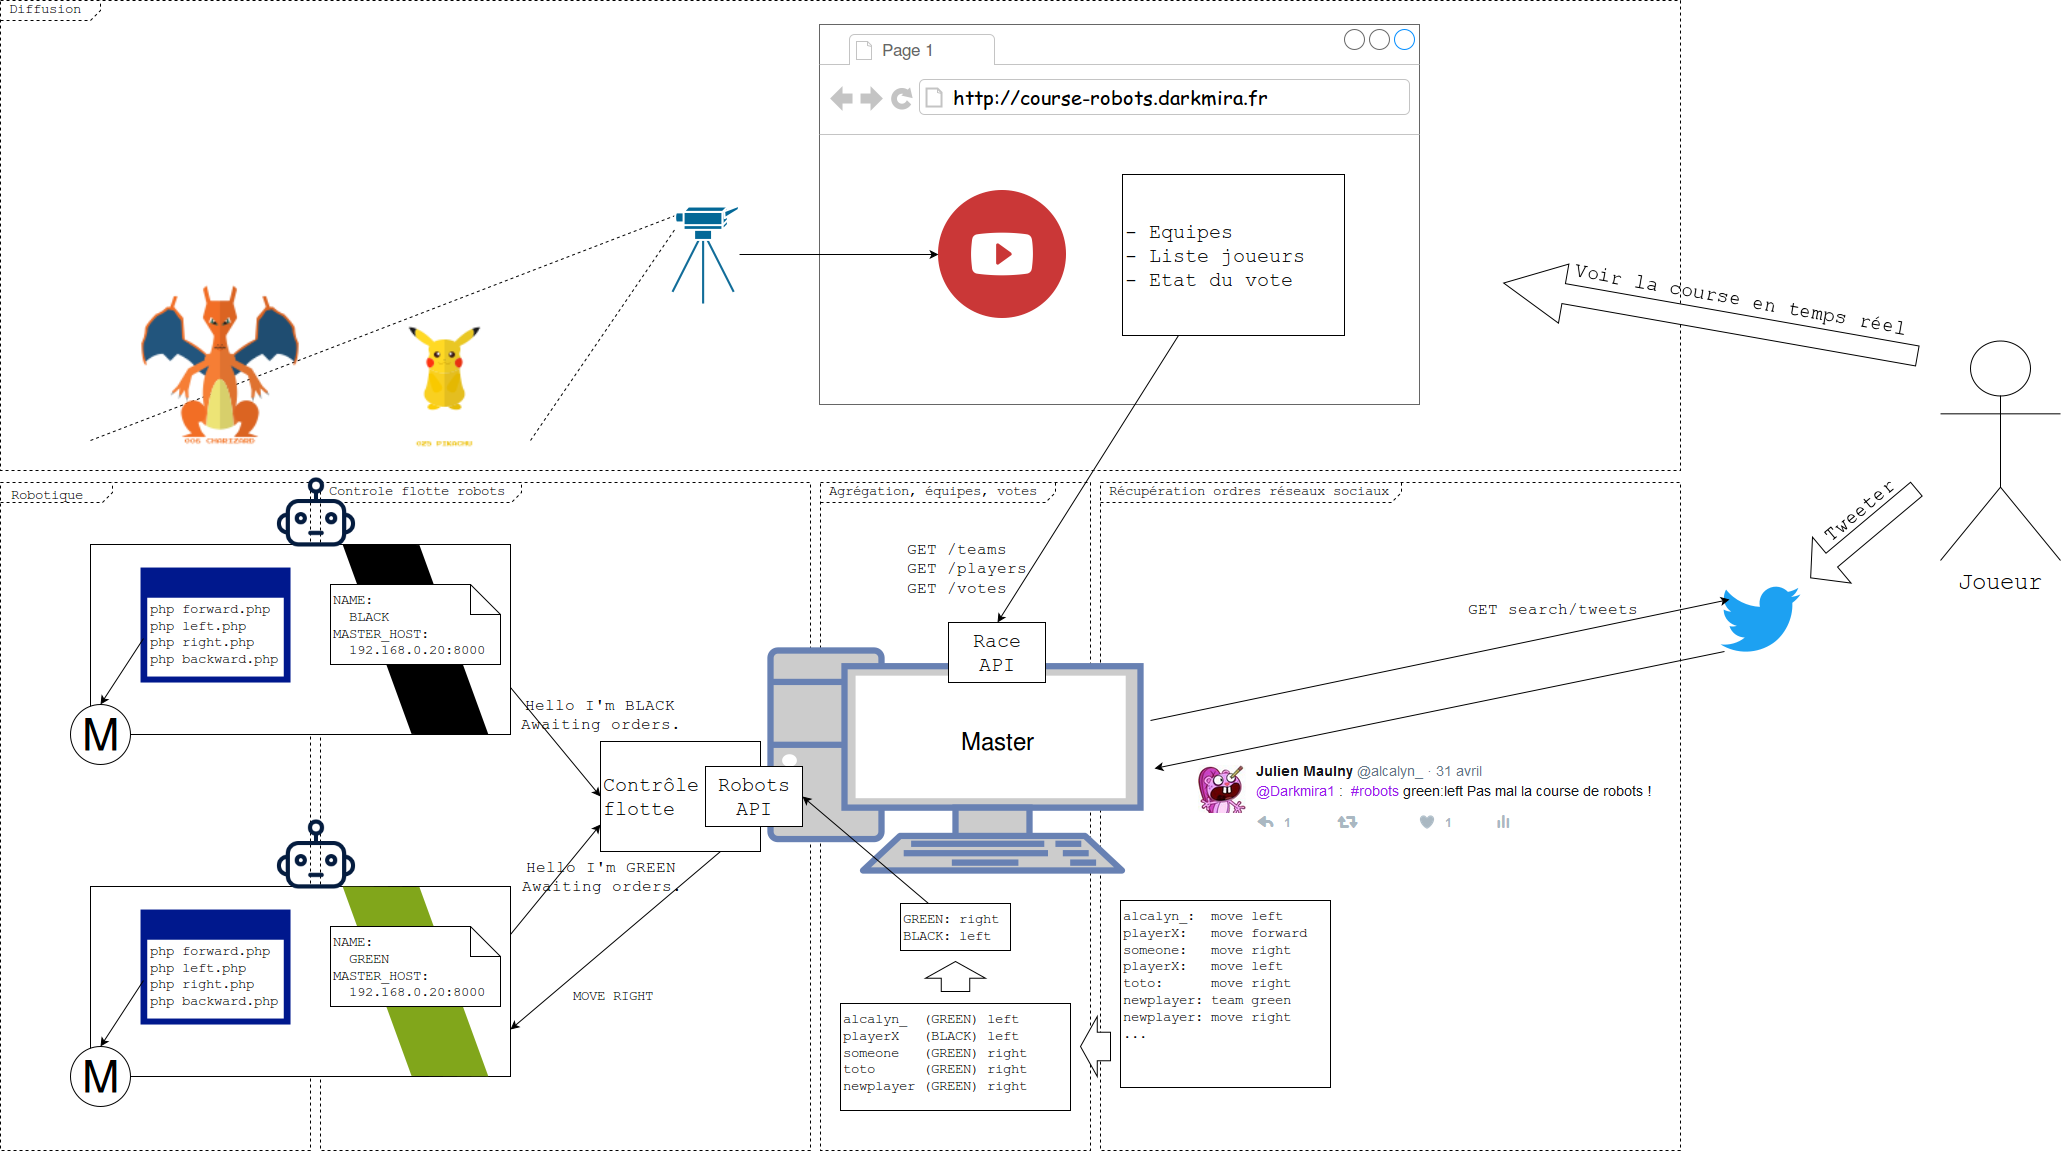 Diffusion
Page 1
http://course-robots.darkmira.fr
- Equipes
- Liste joueurs
- Etat du vote
Voir la course en temps réel
006 CHARIZARD
025 PIKACHU
Joueur
Tweeter
Robotique
Controle flotte robots
Agrégation, équipes, votes
Récupération ordres réseaux sociaux
php forward.php
php left.php
php right.php
php backward.php
NAME:
BLACK
MASTER_HOST:
192.168.0.20:8000
M
Hello I'm BLACK
Awaiting orders.
Contrôle
flotte
Robots
API
Hello I'm GREEN
Awaiting orders.
MOVE RIGHT
php forward.php
php left.php
php right.php
php backward.php
NAME:
GREEN
MASTER_HOST:
192.168.0.20:8000
M
GET /teams
GET /players
GET /votes
Race
API
Master
GET search/tweets
Julien Maulny @alcalyn_ · 31 avril
@Darkmira1 : #robots green:left Pas mal la course de robots !
1
1
GREEN: right
BLACK: left
alcalyn_ (GREEN) left
playerX (BLACK) left
someone (GREEN) right
toto (GREEN) right
newplayer (GREEN) right
alcalyn_: move left
playerX: move forward
someone: move right
playerX: move left
toto: move right
newplayer: team green
newplayer: move right
...